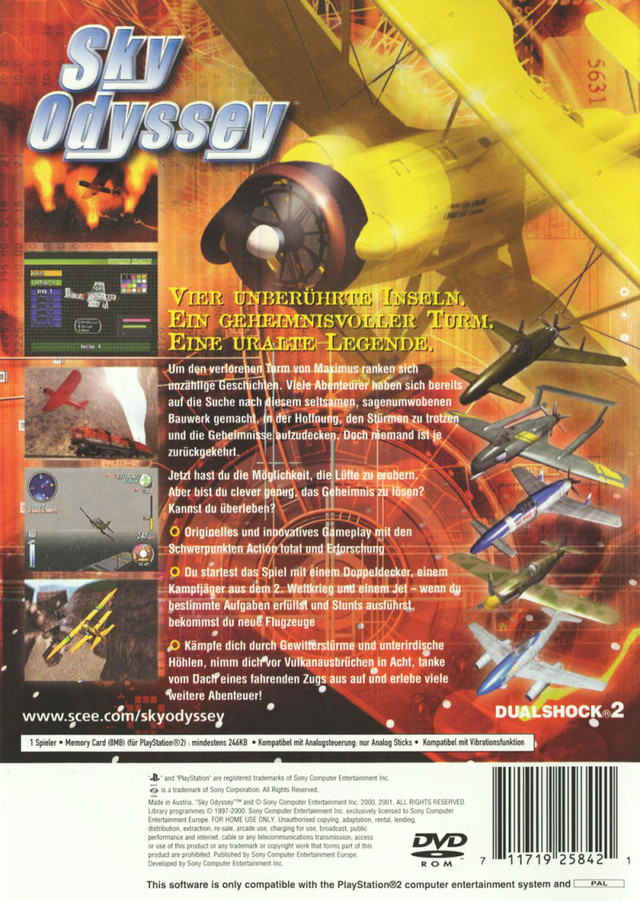 Sky
Odyssey™
5631
VIER UNBERÜHRTE INSELN.
EIN GEHEIMNISVOLLER TURM.
EINE URALTE LEGENDE.
Um den verlorenen Turm von Maximus ranken sich
unzählige Geschichten. Viele Abenteurer haben sich bereits
auf die Suche nach diesem seltsamen, sagenumwobenen
Bauwerk gemacht, in der Hoffnung, den Stürmen zu trotzen
und die Geheimnisse aufzudecken. Doch niemand ist je
zurückgekehrt.
Jetzt hast du die Möglichkeit, die Lüfte zu erobern.
Aber bist du clever genug, das Geheimnis zu lösen?
Kannst du überleben?
Originelles und innovatives Gameplay mit den
Schwerpunkten Action total und Erforschung
Du startest das Spiel mit einem Doppeldecker, einem
Kampfjäger aus dem 2. Weltkrieg und einem Jet – wenn du
bestimmte Aufgaben erfüllst und Stunts ausführst,
bekommst du neue Flugzeuge
Kämpfe dich durch Gewitterstürme und unterirdische
Höhlen, nimm dich vor Vulkanausbrüchen in Acht, tanke
vom Dach eines fahrenden Zugs aus auf und erlebe viele
weitere Abenteuer!
www.scee.com/skyodyssey
DUALSHOCK®2
1 Spieler • Memory Card (8MB) (für PlayStation®2) : mindestens 246KB • Kompatibel mit Analogsteuerung: nur Analog Sticks • Kompatibel mit Vibrationsfunktion
" and "PlayStation" are registered trademarks of Sony Computer Entertainment Inc.
is a trademark of Sony Corporation. All Rights Reserved.
Made in Austria. "Sky Odyssey"™ and © Sony Computer Entertainment Inc. 2000, 2001. ALL RIGHTS RESERVED.
Library programmes © 1997-2000. Sony Computer Entertainment Inc. exclusively licensed to Sony Computer
Entertainment Europe. FOR HOME USE ONLY. Unauthorised copying, adaptation, rental, lending,
distribution, extraction, re-sale, arcade use, charging for use, broadcast, public
performance and internet, cable or any telecommunications transmission, access
or use of this product or any trademark or copyright work that forms part of this
product are prohibited. Published by Sony Computer Entertainment Europe.
Developed by Sony Computer Entertainment Inc.
DVD
ROM
7 11719 25842 1
This software is only compatible with the PlayStation®2 computer entertainment system and PAL